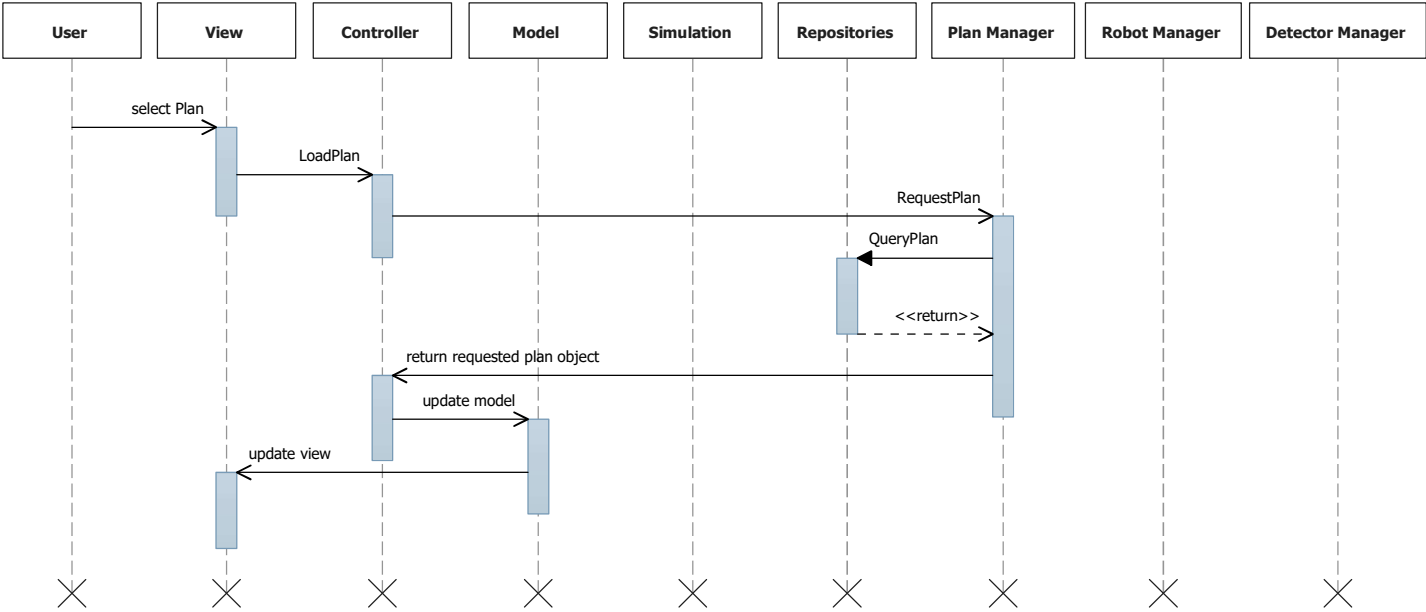 User
View
Controller
Model
Simulation
Repositories
Plan Manager
Robot Manager
Detector Manager
select Plan
LoadPlan
RequestPlan
QueryPlan
<<return>>
return requested plan object
update model
update view